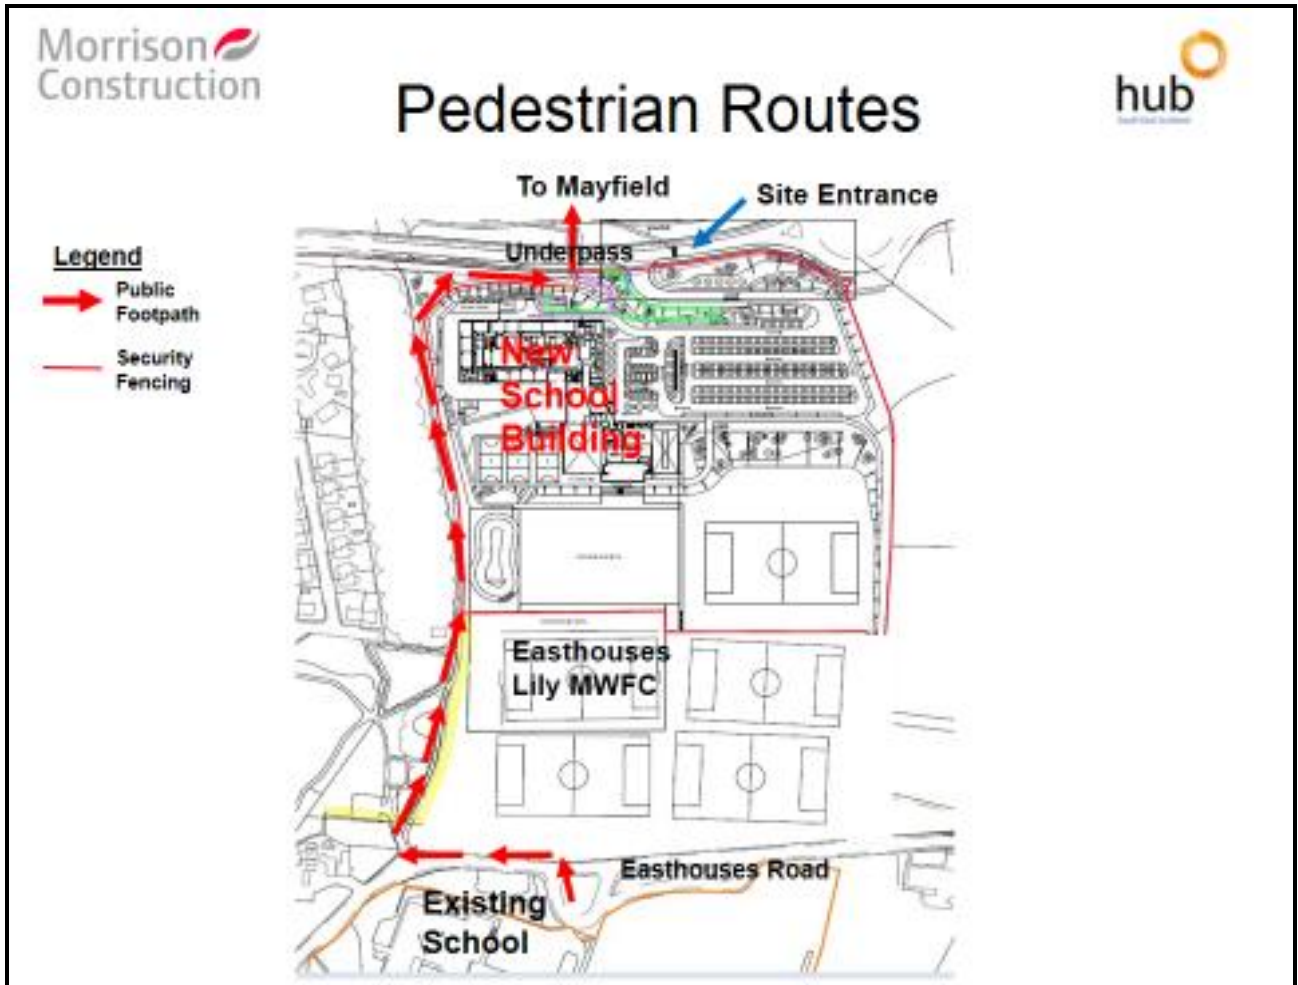 Morrison
Construction
hub
Pedestrian Routes
To Mayfield
Site Entrance
Underpass
Legend
Public
Footpath
Security
Fencing
New
School
Building
Easthouses
Lily MWFC
Easthouses Road
Existing
School